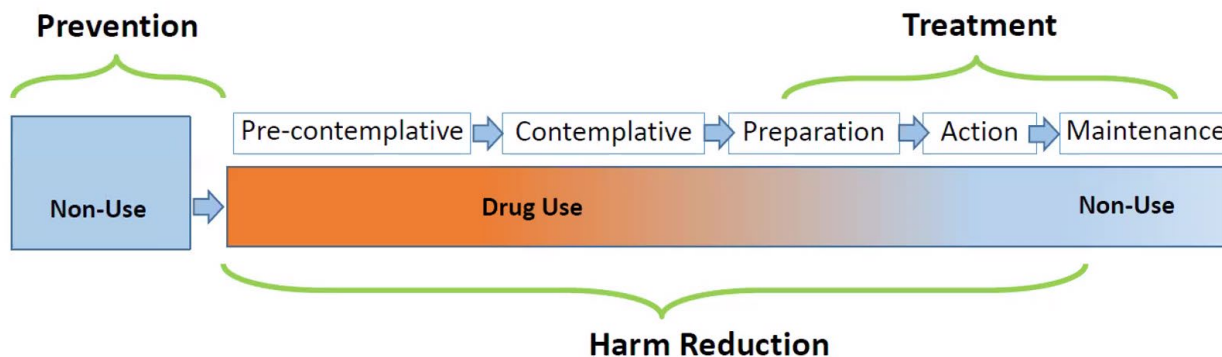 Prevention
Treatment
Pre-contemplative
Contemplative
Preparation
Action
Maintenance
Non-Use
Drug Use
Non-Use
Harm Reduction